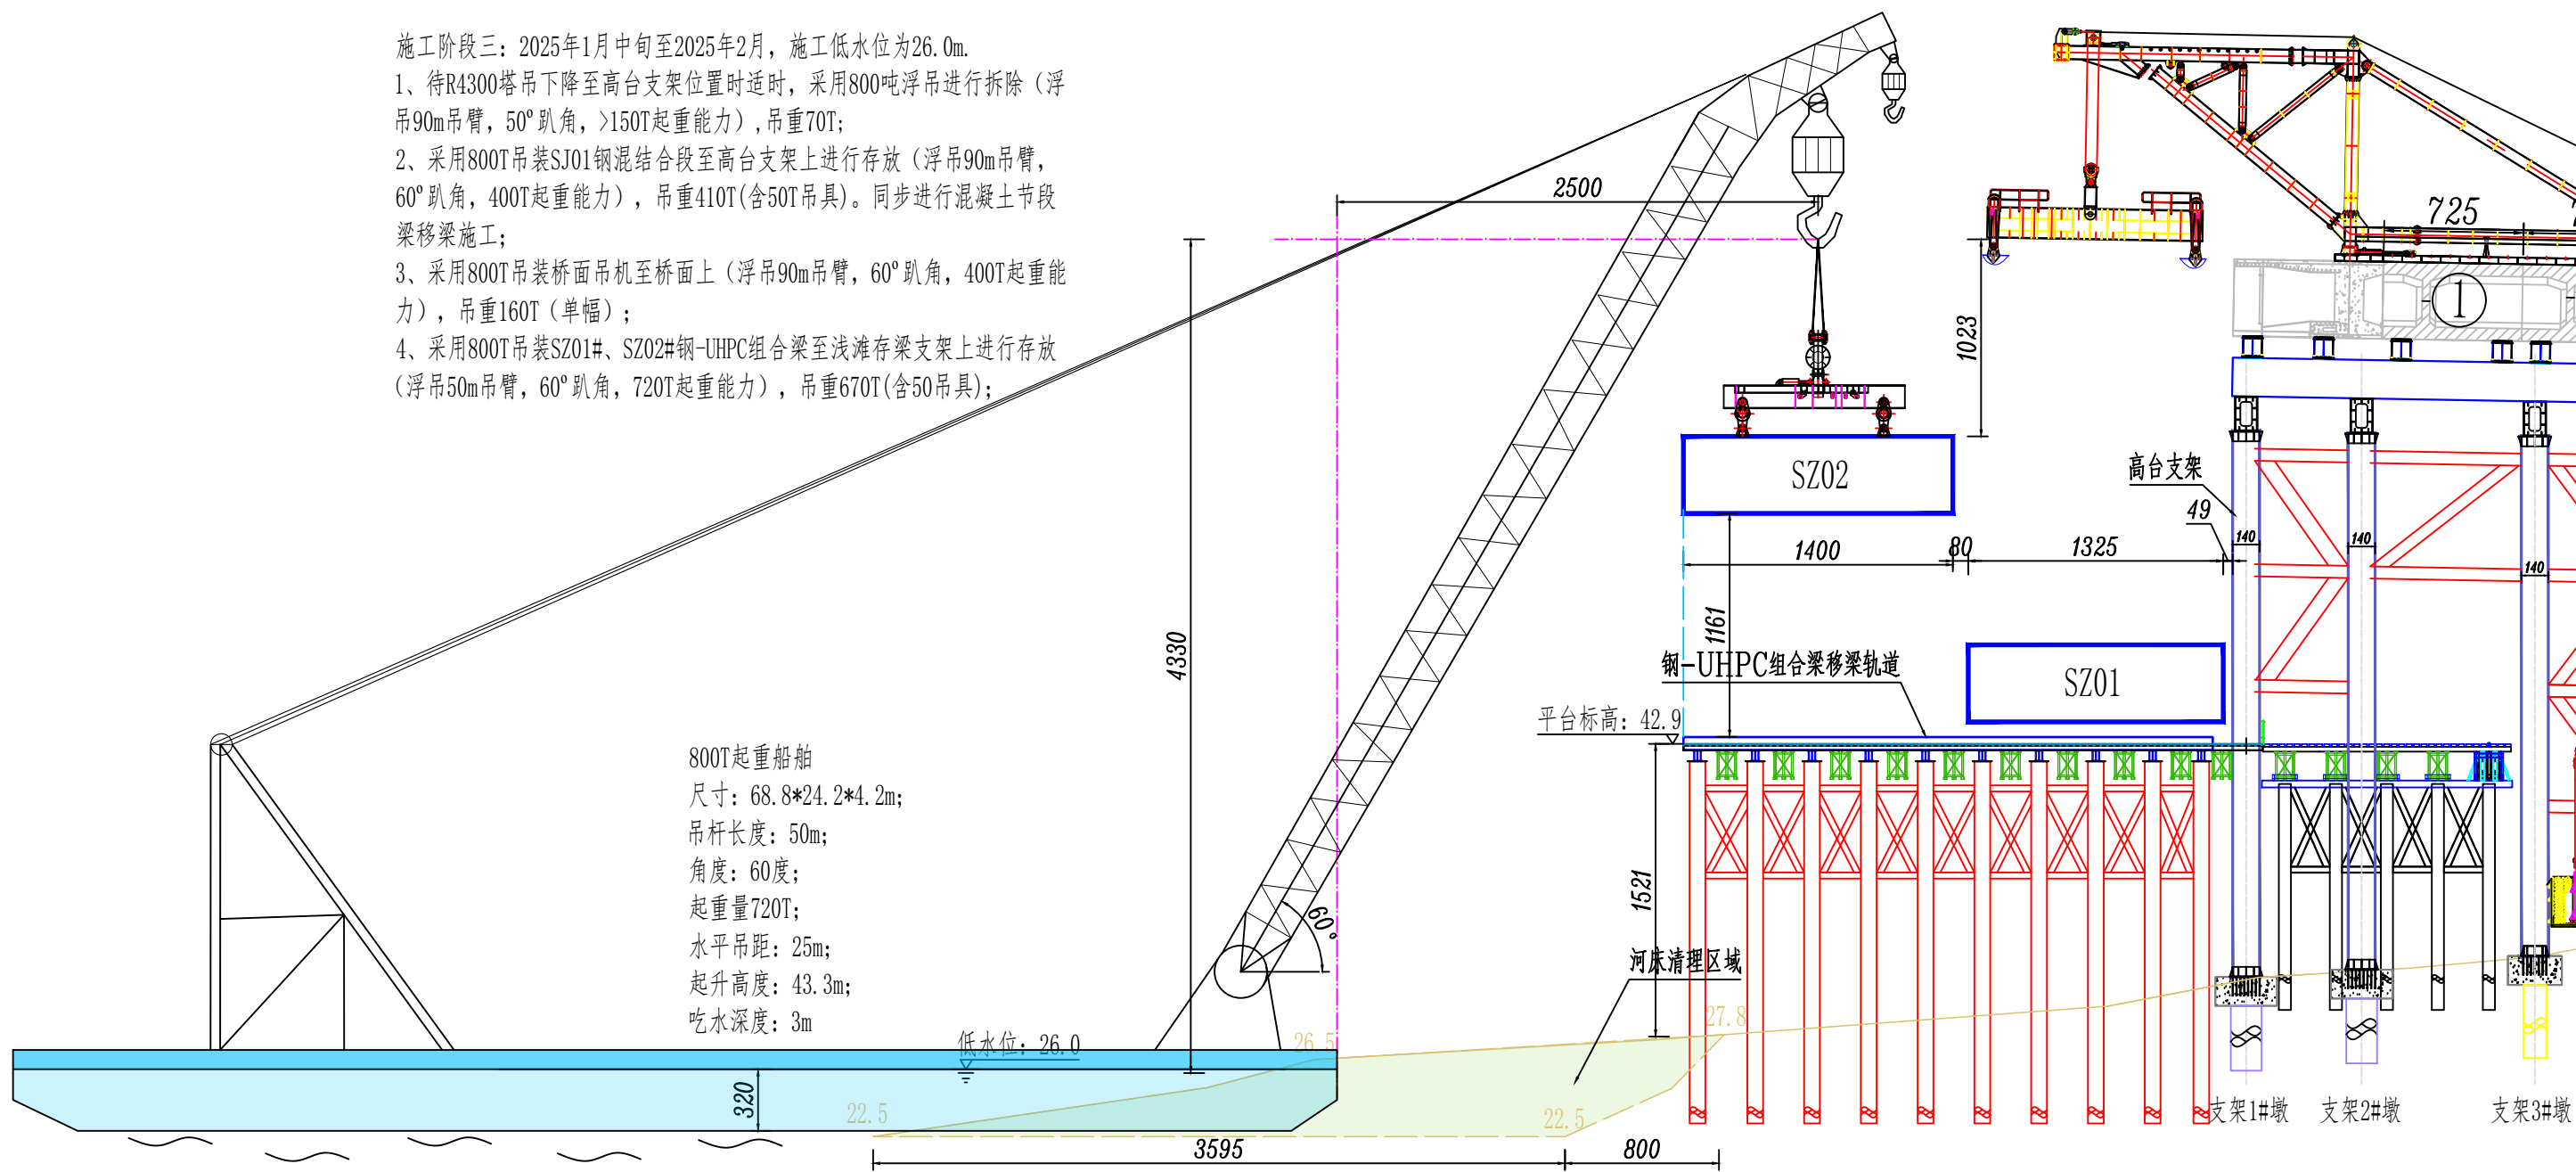 施工阶段三：2025年1月中旬至2025年2月，施工低水位为26.0m.
1、待R4300塔吊下降至高台支架位置时适时，采用800吨浮吊进行拆除（浮
吊90m吊臂，50°趴角，>150T起重能力）,吊重70T;
2、采用800T吊装SJ01钢混结合段至高台支架上进行存放（浮吊90m吊臂，
60°趴角，400T起重能力），吊重410T(含50T吊具)。同步进行混凝土节段
梁移梁施工;
3、采用800T吊装桥面吊机至桥面上（浮吊90m吊臂，60°趴角，400T起重能
力），吊重160T（单幅）;
4、采用800T吊装SZ01#、SZ02#钢-UHPC组合梁至浅滩存梁支架上进行存放
（浮吊50m吊臂，60°趴角，720T起重能力），吊重670T(含50吊具);
2500
725
1
1023
4330
SZ02
高台支架
49
140
140
140
1400
80
1325
1161
钢-UHPC组合梁移梁轨道
SZ01
平台标高：42.9
800T起重船舶
尺寸：68.8*24.2*4.2m;
吊杆长度：50m;
角度：60度;
起重量720T;
水平吊距：25m;
起升高度：43.3m;
吃水深度：3m
60°
1521
河床清理区域
27.8
低水位：26.0
26.5
320
22.5
22.5
支架1#墩
支架2#墩
支架3#墩
3595
800